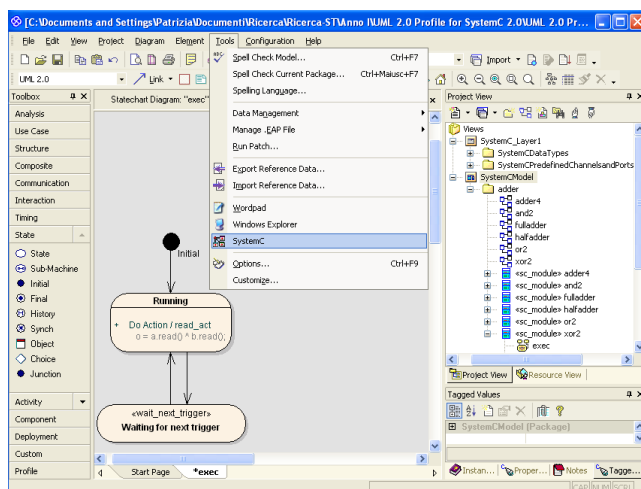 [C:\Documents and Settings\Patrizia\Documenti\Ricerca\Ricerca-ST\Anno I\UML 2.0 Profile for SystemC 2.0\UML 2.0 Pr...
File Edit View Project Diagram Element Tools Configuration Help
Import
UML 2.0
Link
Toolbox
Analysis
Use Case
Structure
Composite
Communication
Interaction
Timing
State
State
Sub-Machine
Initial
Final
History
Synch
Object
Choice
Junction
Activity
Component
Deployment
Custom
Profile
Statechart Diagram: "exec"
Initial
Running
+ Do Action / read_act
o = a.read() ^ b.read();
«wait_next_trigger»
Waiting for next trigger
Start Page *exec
Spell Check Model... Ctrl+F7
Spell Check Current Package... Ctrl+Maiusc+F7
Spelling Language...
Data Management
Manage .EAP File
Run Patch...
Export Reference Data...
Import Reference Data...
Wordpad
Windows Explorer
SystemC
Options... Ctrl+F9
Customize...
Project View
Views
SystemC_Layer1
SystemCDataTypes
SystemCPredefinedChannelsandPorts
SystemCModel
adder
adder4
and2
fulladder
halfadder
or2
xor2
«sc_module» adder4
«sc_module» and2
«sc_module» fulladder
«sc_module» halfadder
«sc_module» or2
«sc_module» xor2
exec
Project View Resource View
Tagged Values
SystemCModel (Package)
Instan... Proper... Notes Tagge...